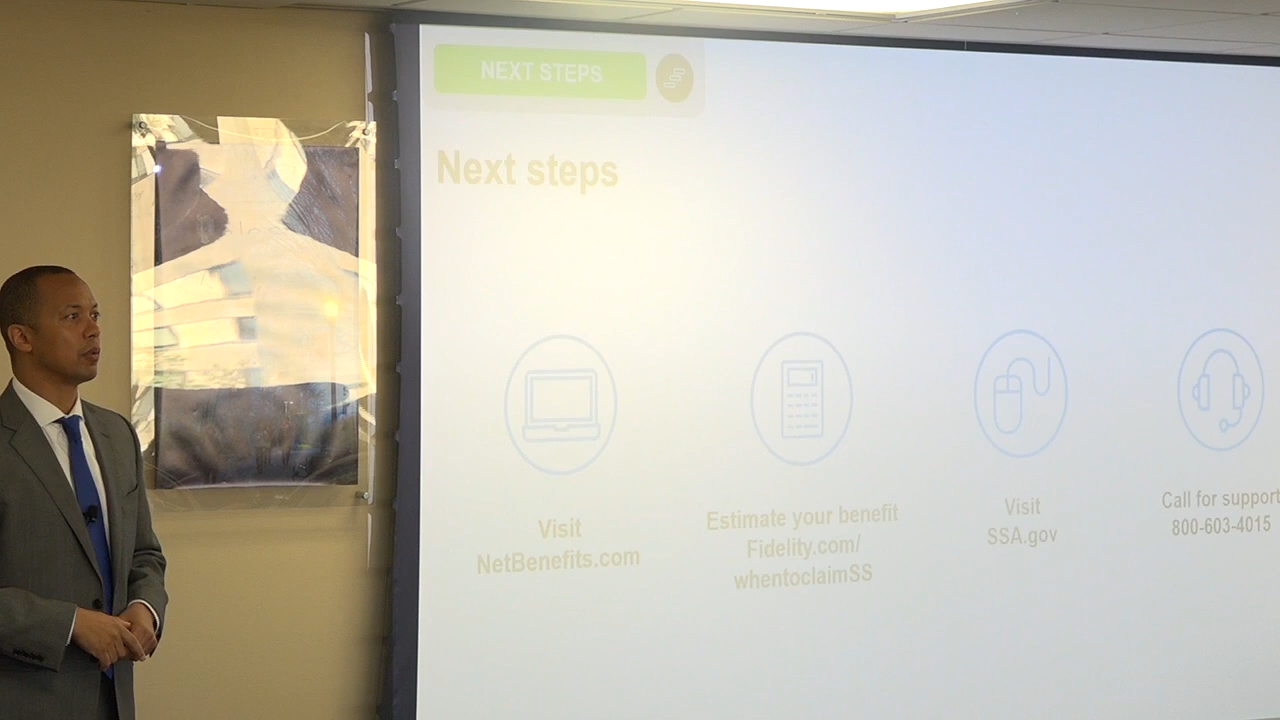 NEXT STEPS
Next steps
Visit
NetBenefits.com
Estimate your benefit
Fidelity.com/
whentoclaimSS
Visit
SSA.gov
Call for support
800-603-4015